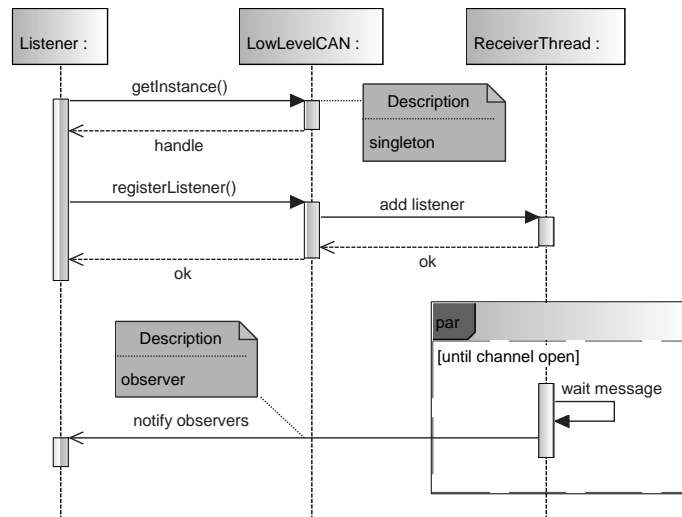 Listener :
LowLevelCAN :
ReceiverThread :
getInstance()
Description
singleton
handle
registerListener()
add listener
ok
ok
par
[until channel open]
Description
observer
wait message
notify observers